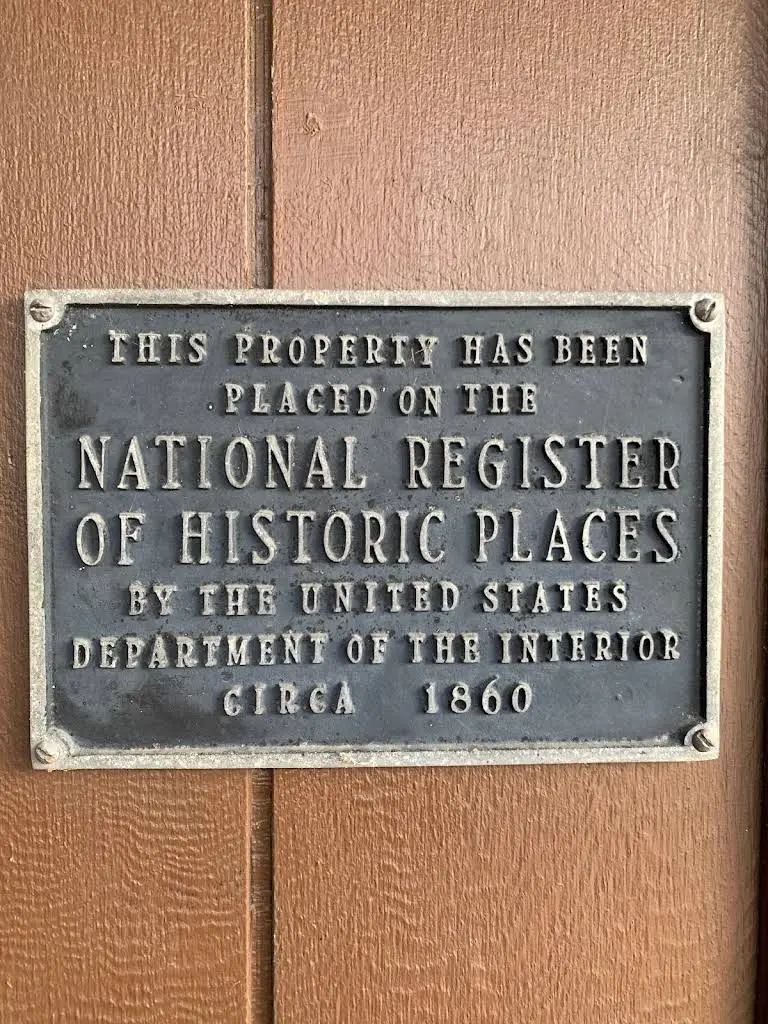 THIS PROPERTY HAS BEEN
PLACED ON THE
NATIONAL REGISTER
OF HISTORIC PLACES
BY THE UNITED STATES
DEPARTMENT OF THE INTERIOR
CIRCA 1860